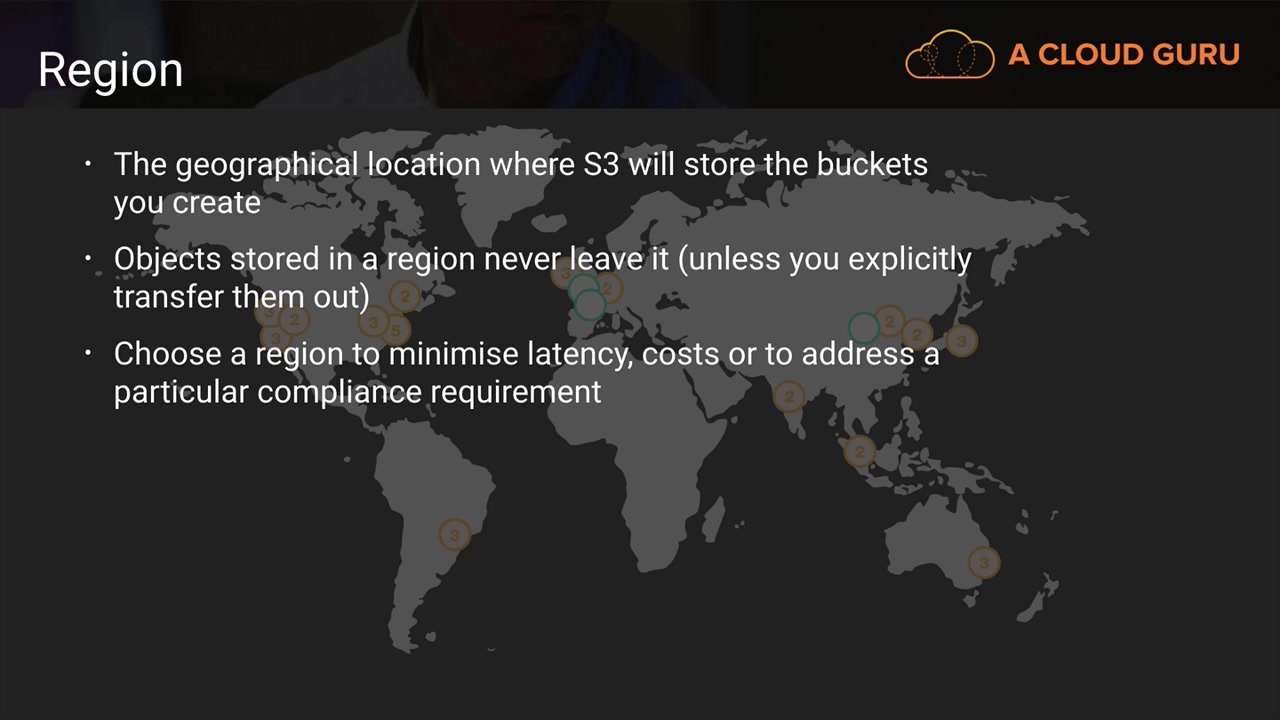 Region
A CLOUD GURU
· The geographical location where S3 will store the buckets
you create
· Objects stored in a region never leave it (unless you explicitly
transfer them out)
· Choose a region to minimise latency, costs or to address a
particular compliance requirement
3
2
2
3
2
3
3
5
3
2
2
3
2
2
3
3